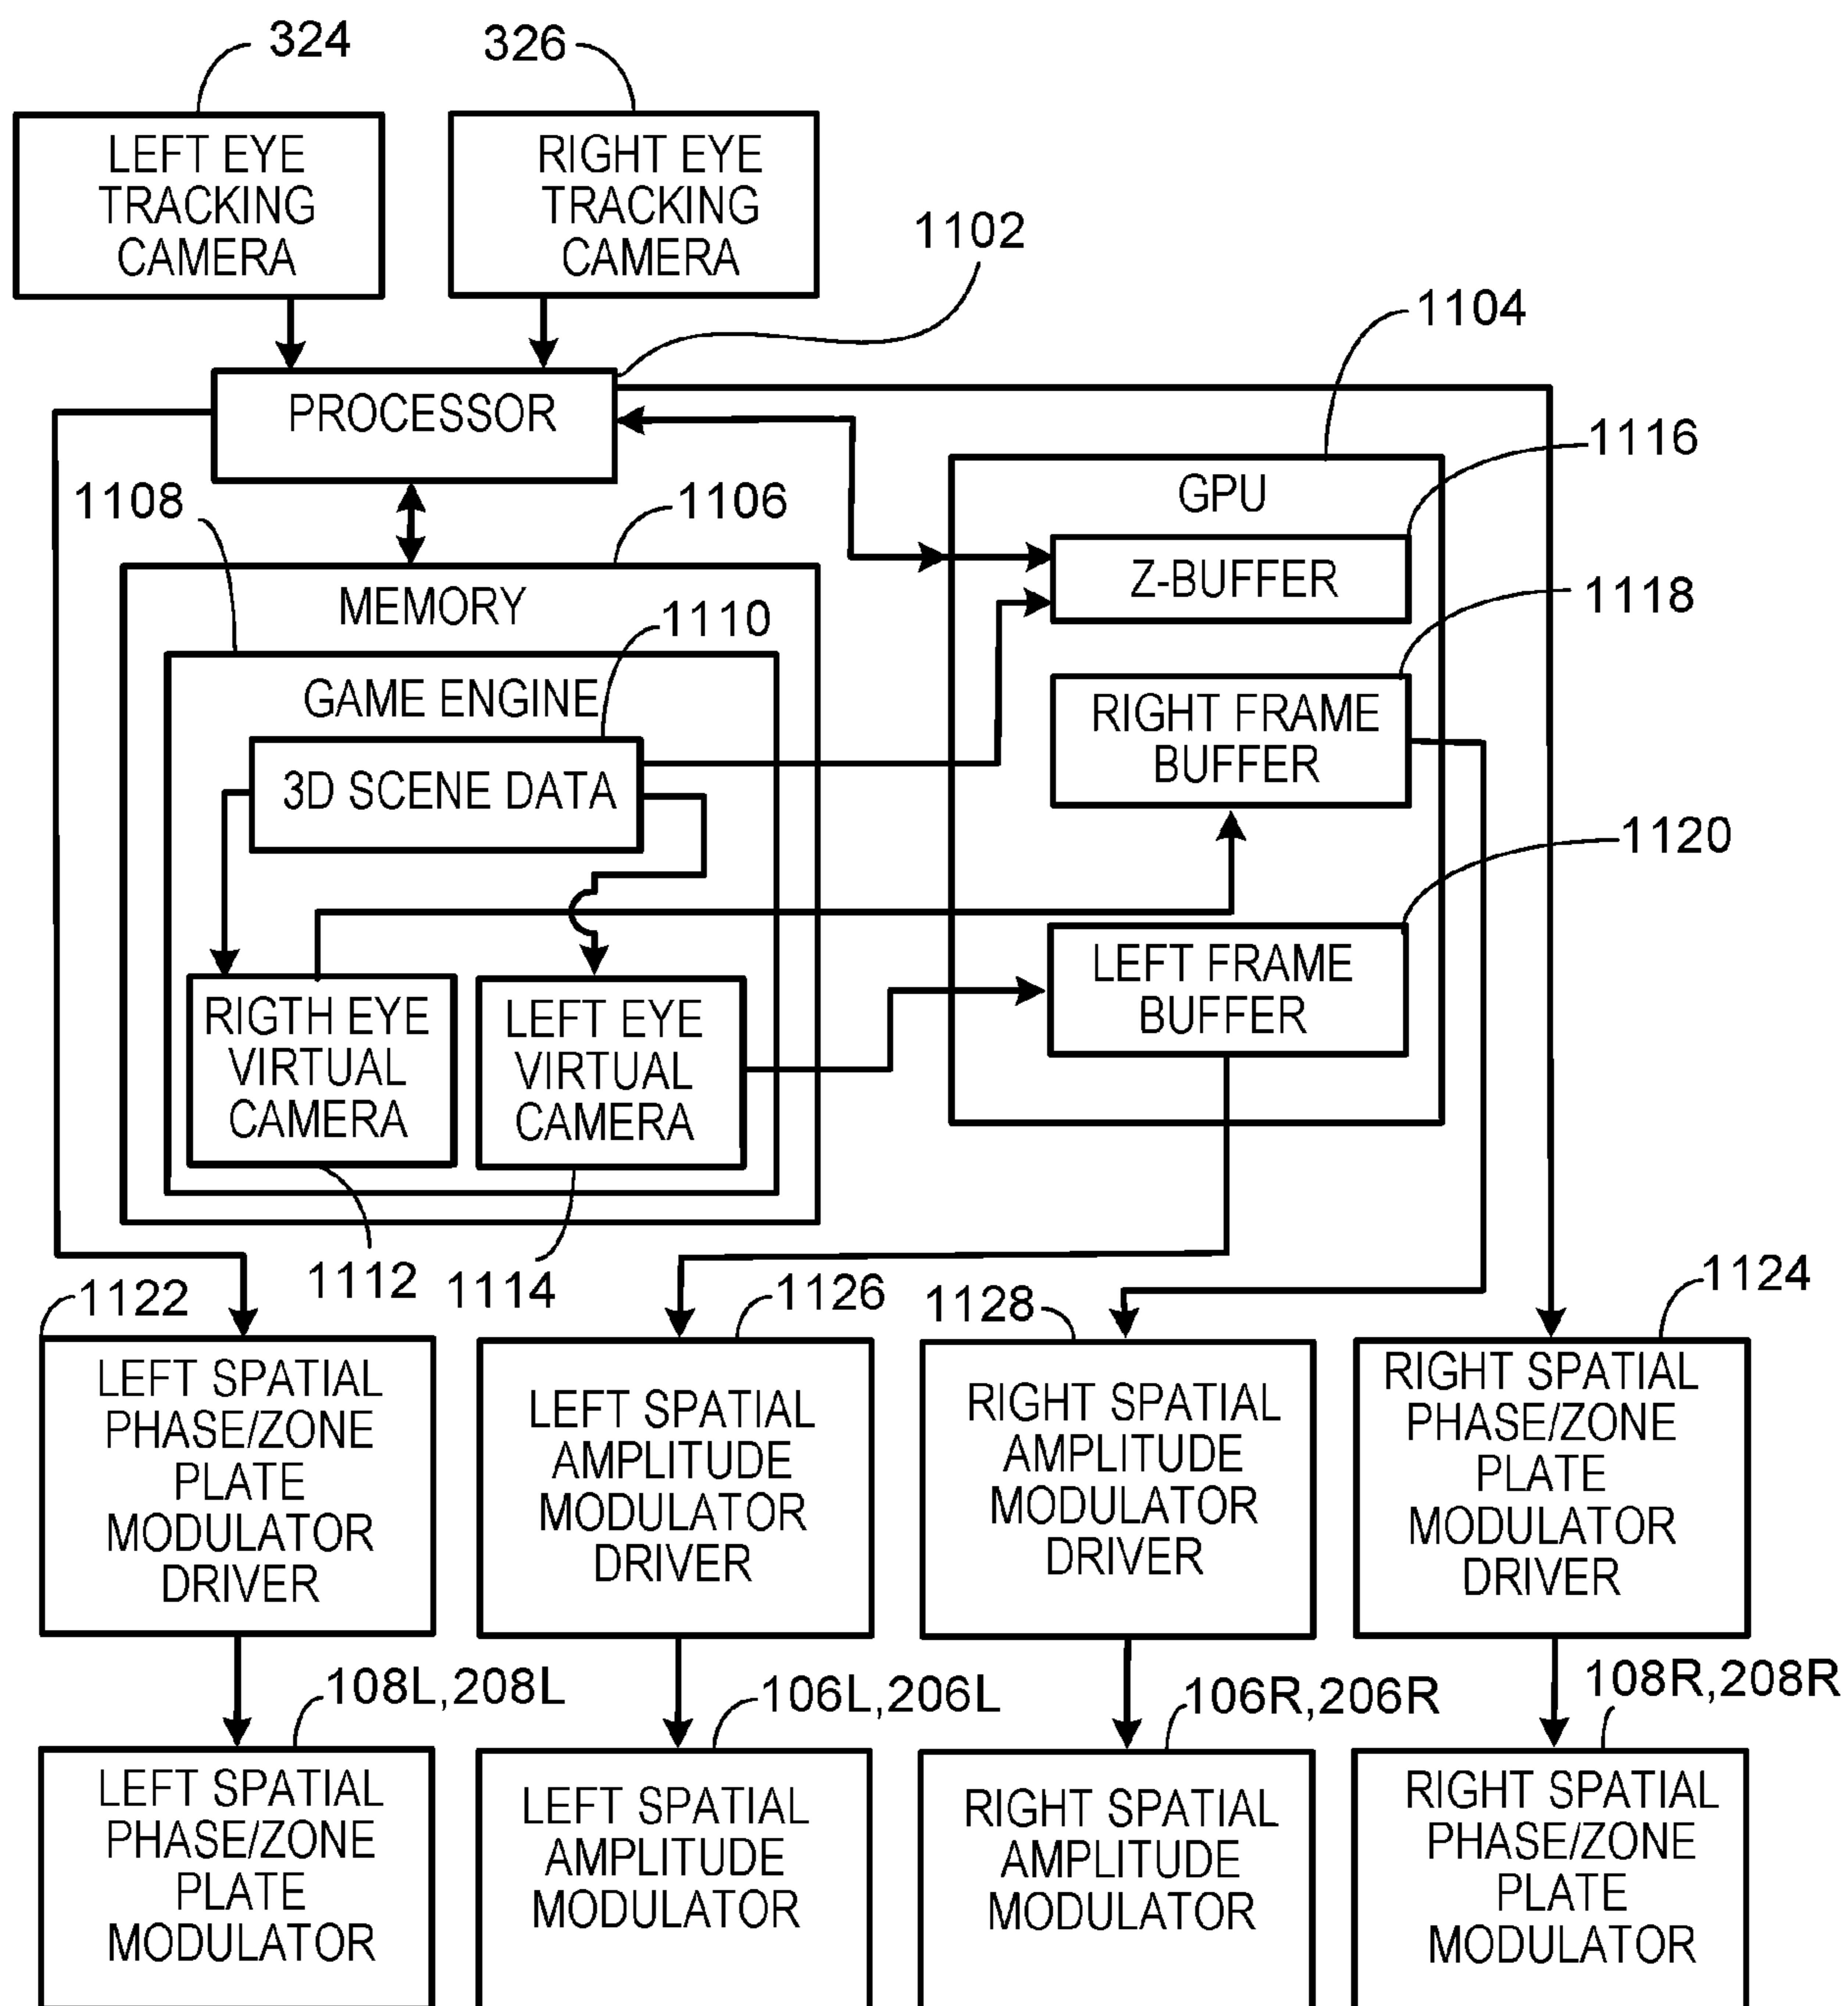 324
326
LEFT EYE
TRACKING
CAMERA
RIGHT EYE
TRACKING
CAMERA
1102
1104
PROCESSOR
1116
1108
1106
GPU
Z-BUFFER
1118
MEMORY
1110
GAME ENGINE
RIGHT FRAME
BUFFER
3D SCENE DATA
1120
LEFT FRAME
BUFFER
RIGTH EYE
VIRTUAL
CAMERA
LEFT EYE
VIRTUAL
CAMERA
1112
1114
1122
1126
1128
1124
LEFT SPATIAL
PHASE/ZONE
PLATE
MODULATOR
DRIVER
LEFT SPATIAL
AMPLITUDE
MODULATOR
DRIVER
RIGHT SPATIAL
AMPLITUDE
MODULATOR
DRIVER
RIGHT SPATIAL
PHASE/ZONE
PLATE
MODULATOR
DRIVER
108L,208L
106L,206L
106R,206R
108R,208R
LEFT SPATIAL
PHASE/ZONE
PLATE
MODULATOR
LEFT SPATIAL
AMPLITUDE
MODULATOR
RIGHT SPATIAL
AMPLITUDE
MODULATOR
RIGHT SPATIAL
PHASE/ZONE
PLATE
MODULATOR